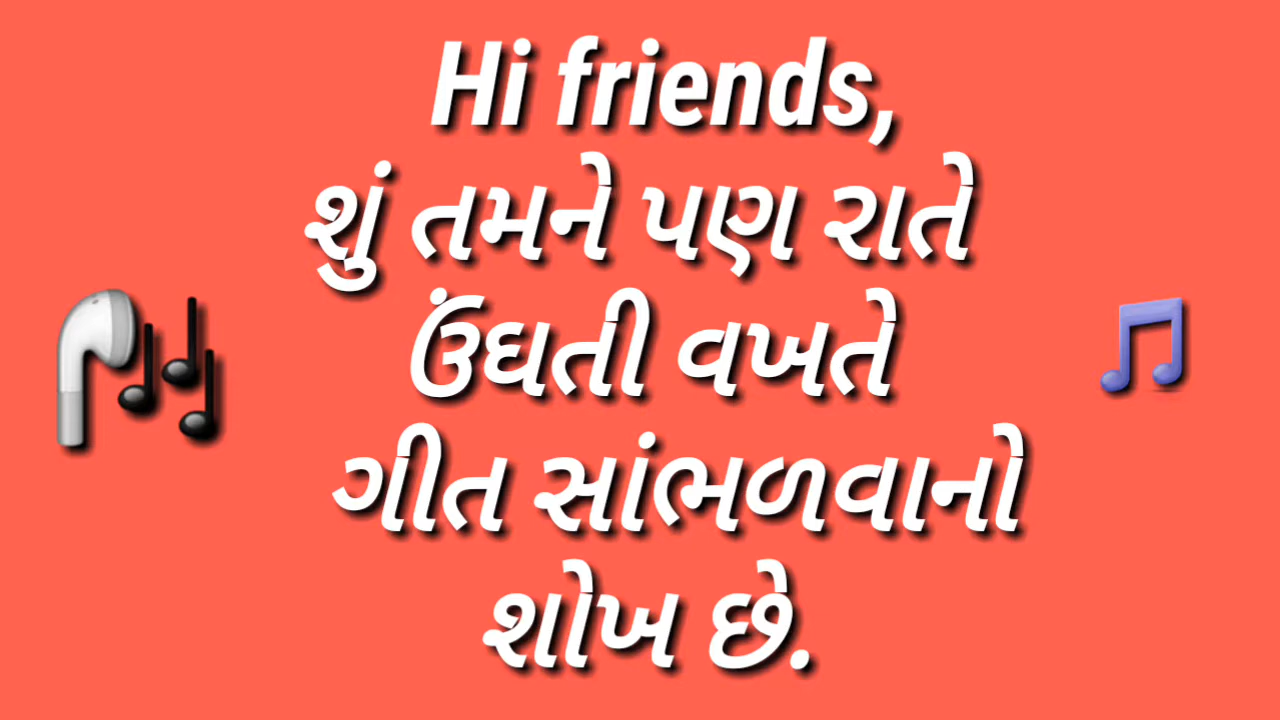 Hi friends,
શું તમને પણ રાતે
ઉંઘતી વખતે
ગીત સાંભળવાનો
શોખ છે.